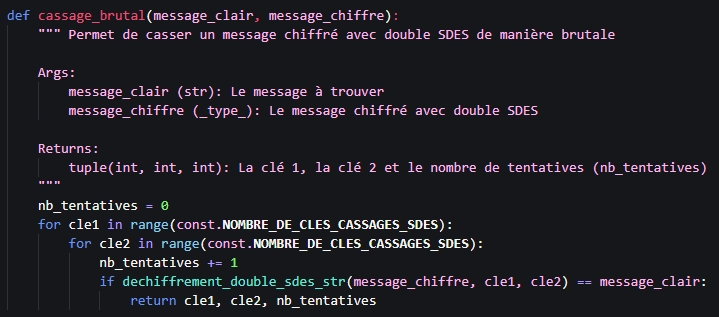 def cassage_brutal(message_clair, message_chiffre):
    """ Permet de casser un message chiffré avec double SDES de manière brutale

    Args:
        message_clair (str): Le message à trouver
        message_chiffre (_type_): Le message chiffré avec double SDES

    Returns:
        tuple(int, int, int): La clé 1, la clé 2 et le nombre de tentatives (nb_tentatives)
    """
    nb_tentatives = 0
    for cle1 in range(const.NOMBRE_DE_CLES_CASSAGES_SDES):
        for cle2 in range(const.NOMBRE_DE_CLES_CASSAGES_SDES):
            nb_tentatives += 1
            if dechiffrement_double_sdes_str(message_chiffre, cle1, cle2) == message_clair:
                return cle1, cle2, nb_tentatives